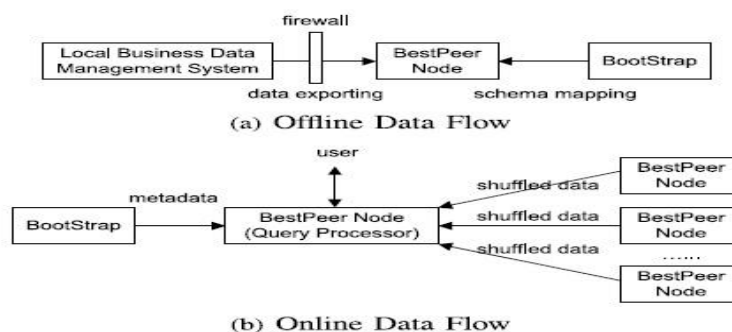 firewall
Local Business Data
Management System
BestPeer
Node
BootStrap
data exporting
schema mapping
(a) Offline Data Flow
user
metadata
BootStrap
BestPeer Node
(Query Processor)
shuffled data
shuffled data
shuffled data
BestPeer
Node
BestPeer
Node
......
BestPeer
Node
(b) Online Data Flow